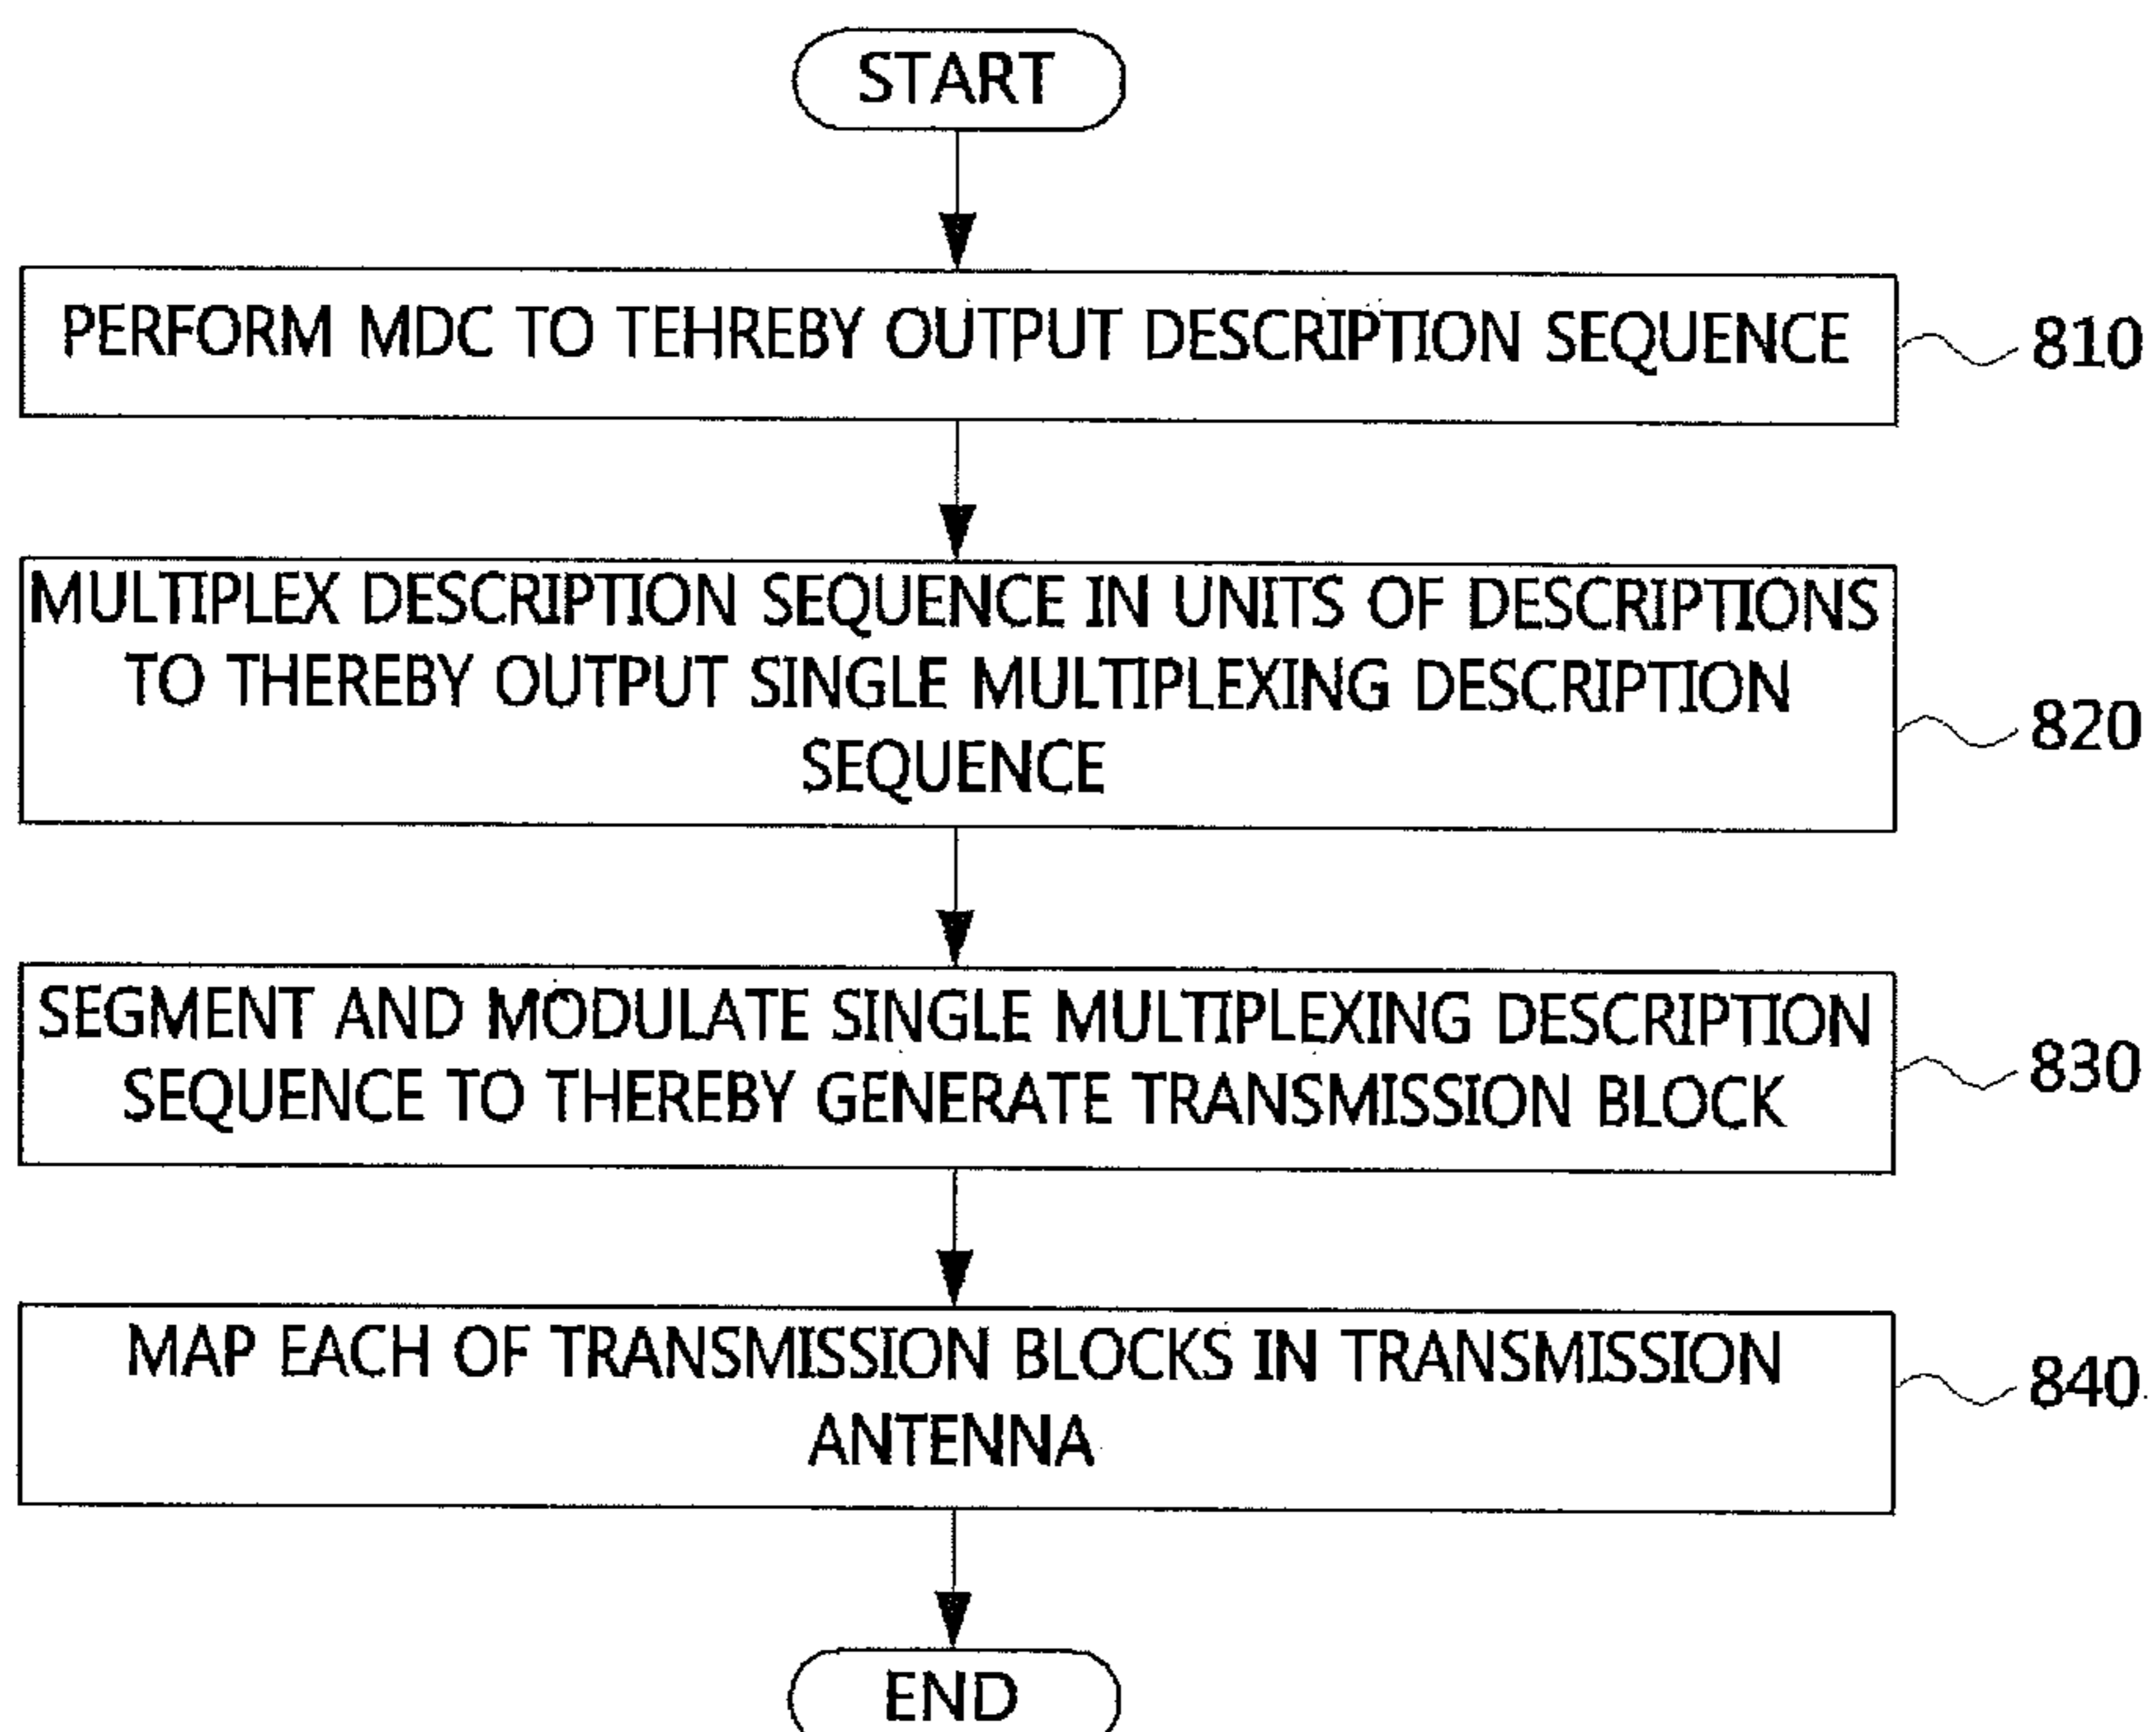 START
PERFORM MDC TO TEHREBY OUTPUT DESCRIPTION SEQUENCE
810
MULTIPLEX DESCRIPTION SEQUENCE IN UNITS OF DESCRIPTIONS
TO THEREBY OUTPUT SINGLE MULTIPLEXING DESCRIPTION
SEQUENCE
820
SEGMENT AND MODULATE SINGLE MULTIPLEXING DESCRIPTION
SEQUENCE TO THEREBY GENERATE TRANSMISSION BLOCK
830
MAP EACH OF TRANSMISSION BLOCKS IN TRANSMISSION
ANTENNA
840
END